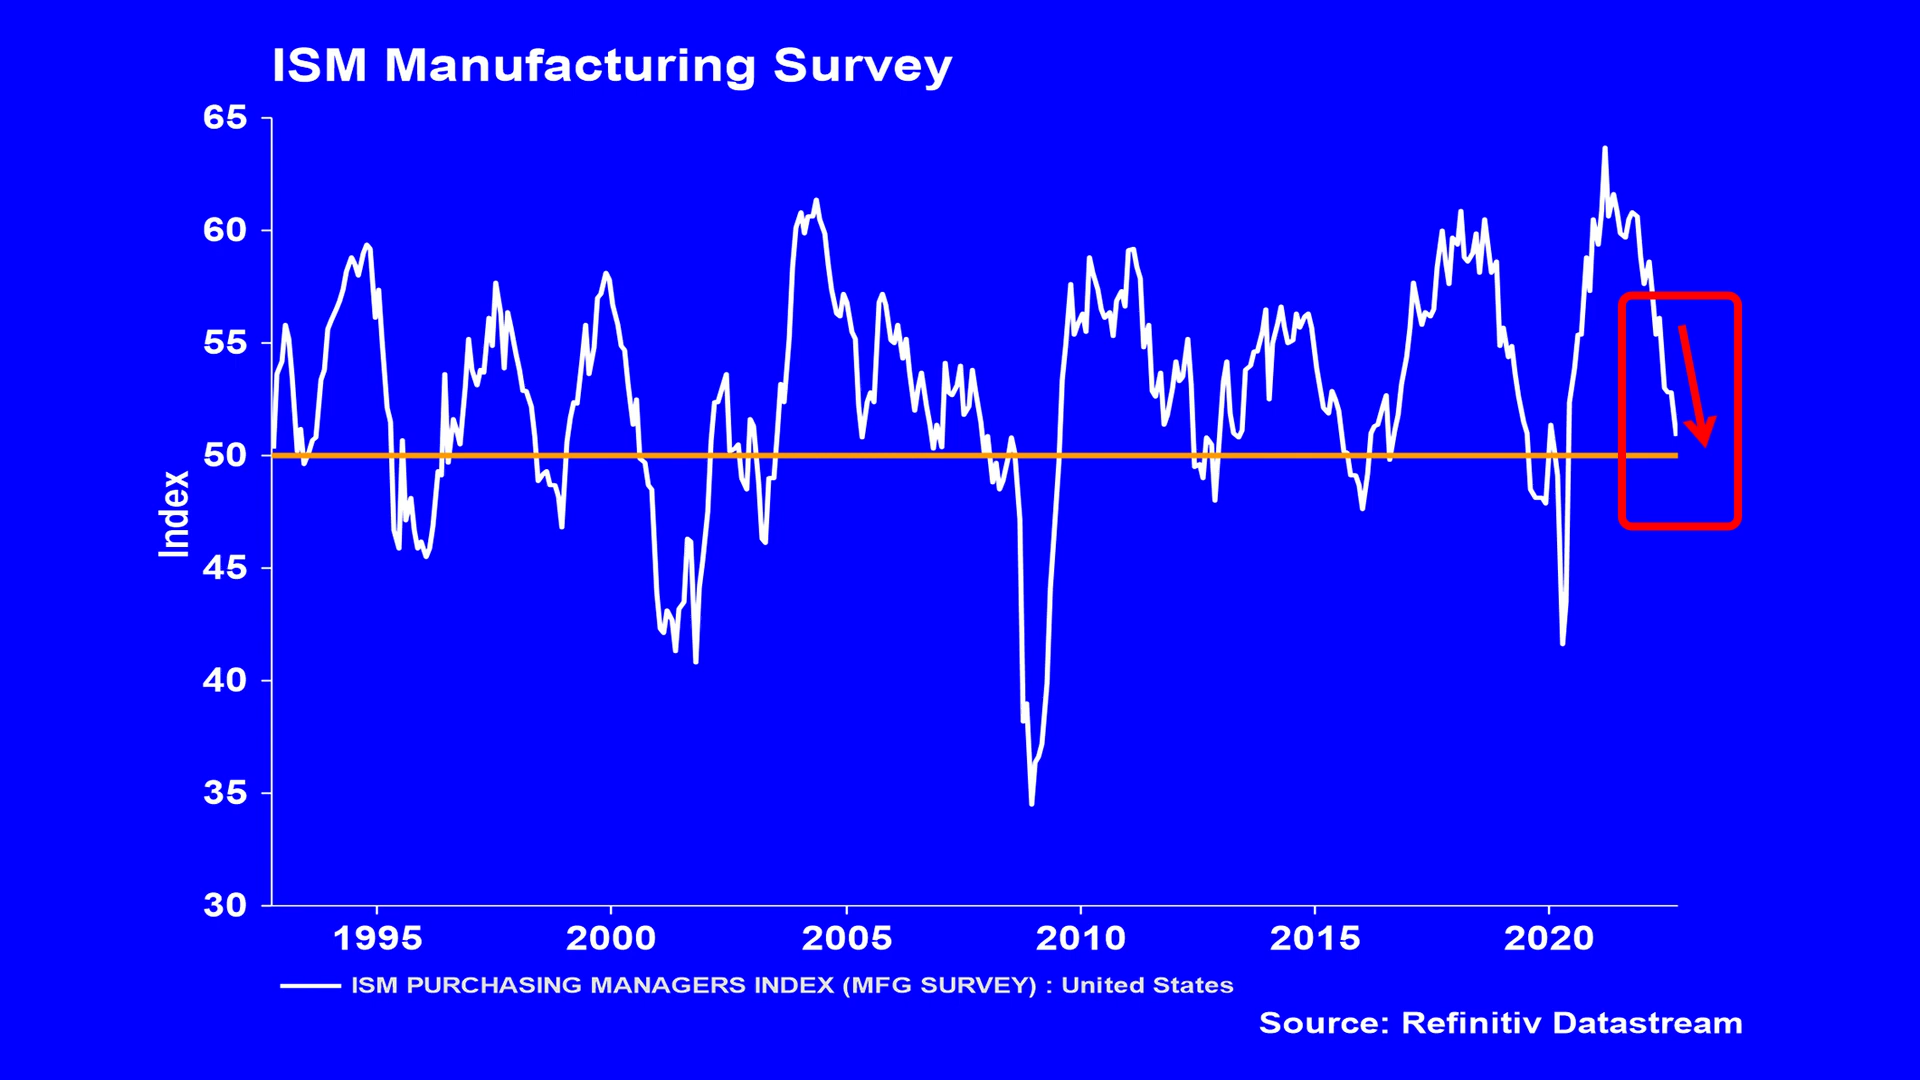 ISM Manufacturing Survey
65
60
55
50
45
40
35
30
Index
1995 2000 2005 2010 2015 2020
ISM PURCHASING MANAGERS INDEX (MFG SURVEY) : United States
Source: Refinitiv Datastream